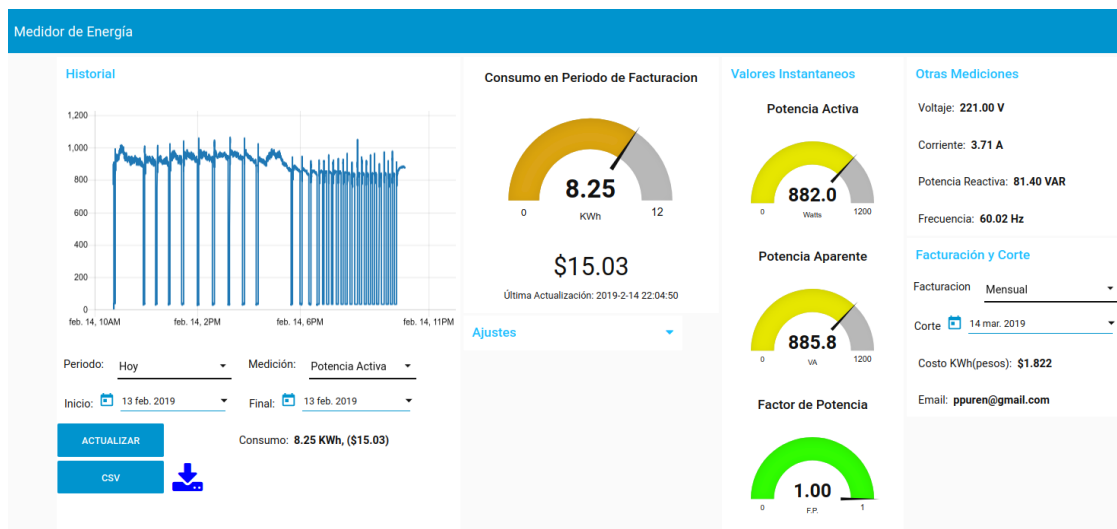 Medidor de Energía
Historial
1,200
1,000
800
600
400
200
0
feb. 14, 10AM feb. 14, 2PM feb. 14, 6PM feb. 14, 11PM
Periodo: Hoy Medición: Potencia Activa
Inicio: 13 feb. 2019 Final: 13 feb. 2019
ACTUALIZAR Consumo: 8.25 KWh, ($15.03)
CSV
Consumo en Periodo de Facturacion
8.25
0 KWh 12
$15.03
Última Actualización: 2019-2-14 22:04:50
Ajustes
Valores Instantaneos
Potencia Activa
882.0
0 Watts 1200
Potencia Aparente
885.8
0 VA 1200
Factor de Potencia
1.00
0 F.P. 1
Otras Mediciones
Voltaje: 221.00 V
Corriente: 3.71 A
Potencia Reactiva: 81.40 VAR
Frecuencia: 60.02 Hz
Facturación y Corte
Facturacion Mensual
Corte 14 mar. 2019
Costo KWh(pesos): $1.822
Email: ppuren@gmail.com